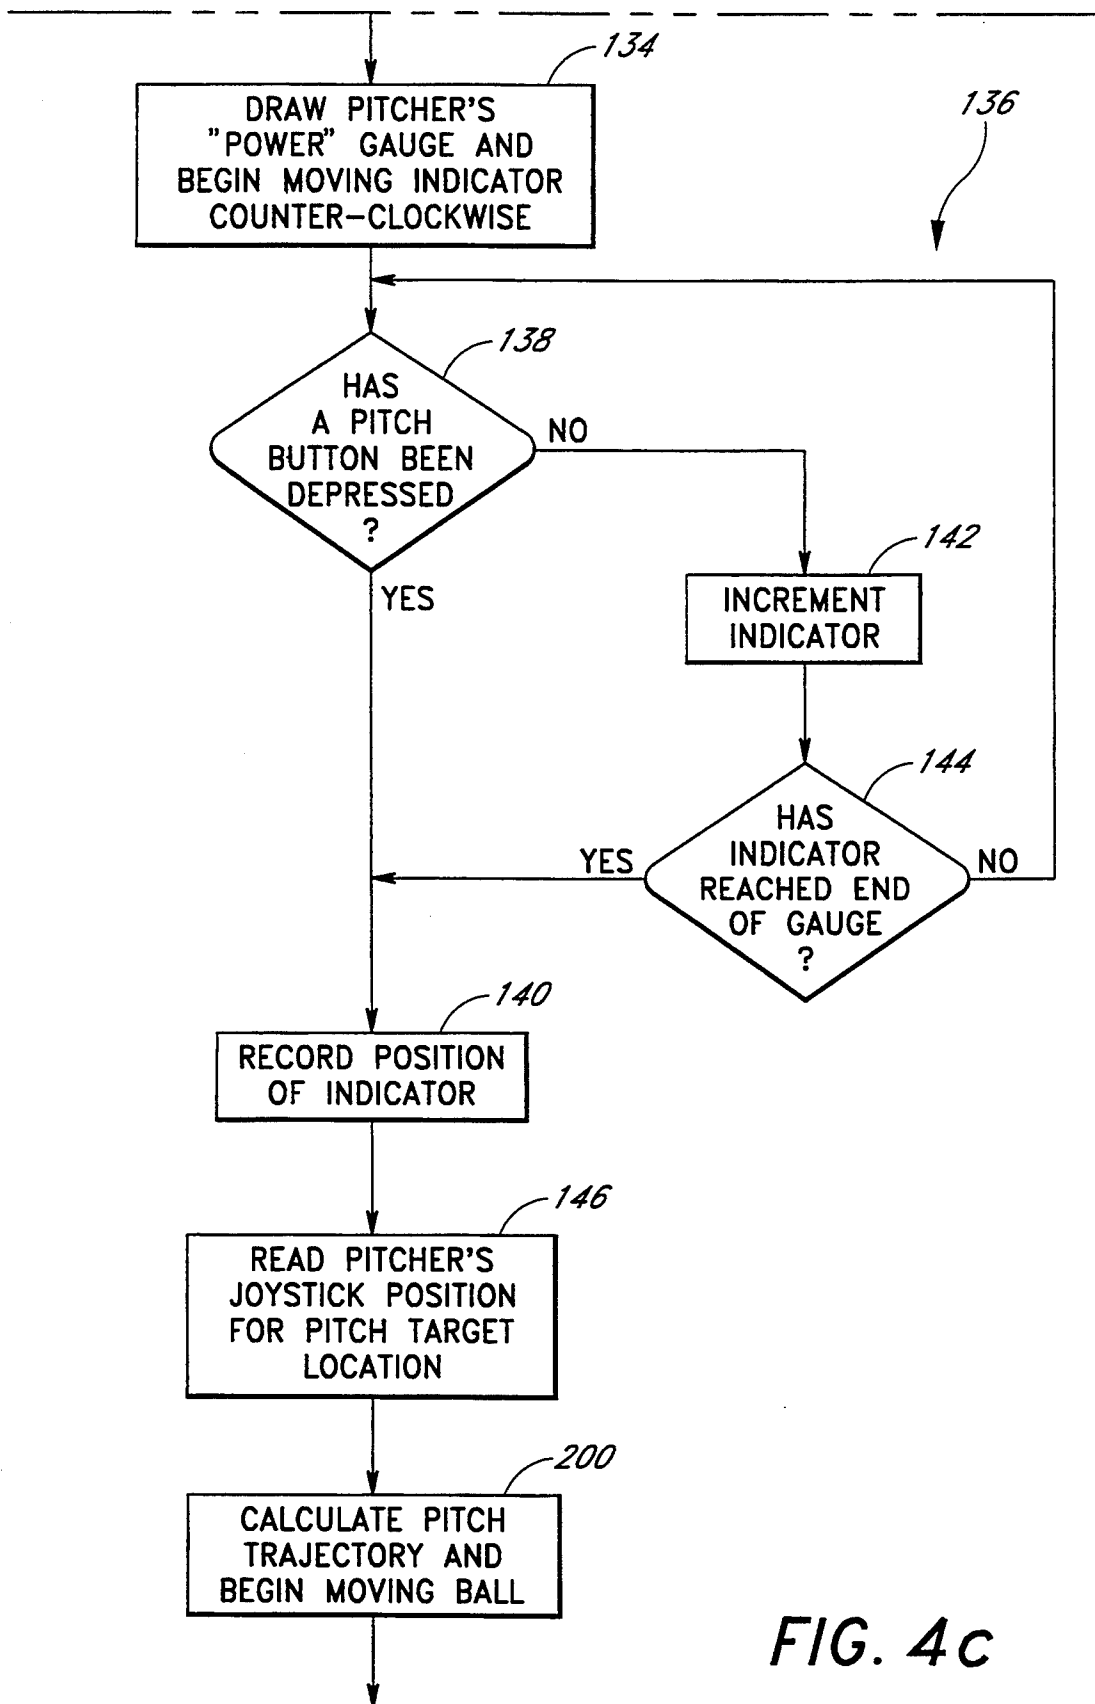 134
DRAW PITCHER'S
"POWER" GAUGE AND
BEGIN MOVING INDICATOR
COUNTER-CLOCKWISE
136
138
HAS
A PITCH
BUTTON BEEN
DEPRESSED
?
NO
YES
142
INCREMENT
INDICATOR
144
HAS
INDICATOR
REACHED END
OF GAUGE
?
YES
NO
140
RECORD POSITION
OF INDICATOR
146
READ PITCHER'S
JOYSTICK POSITION
FOR PITCH TARGET
LOCATION
200
CALCULATE PITCH
TRAJECTORY AND
BEGIN MOVING BALL
FIG. 4c